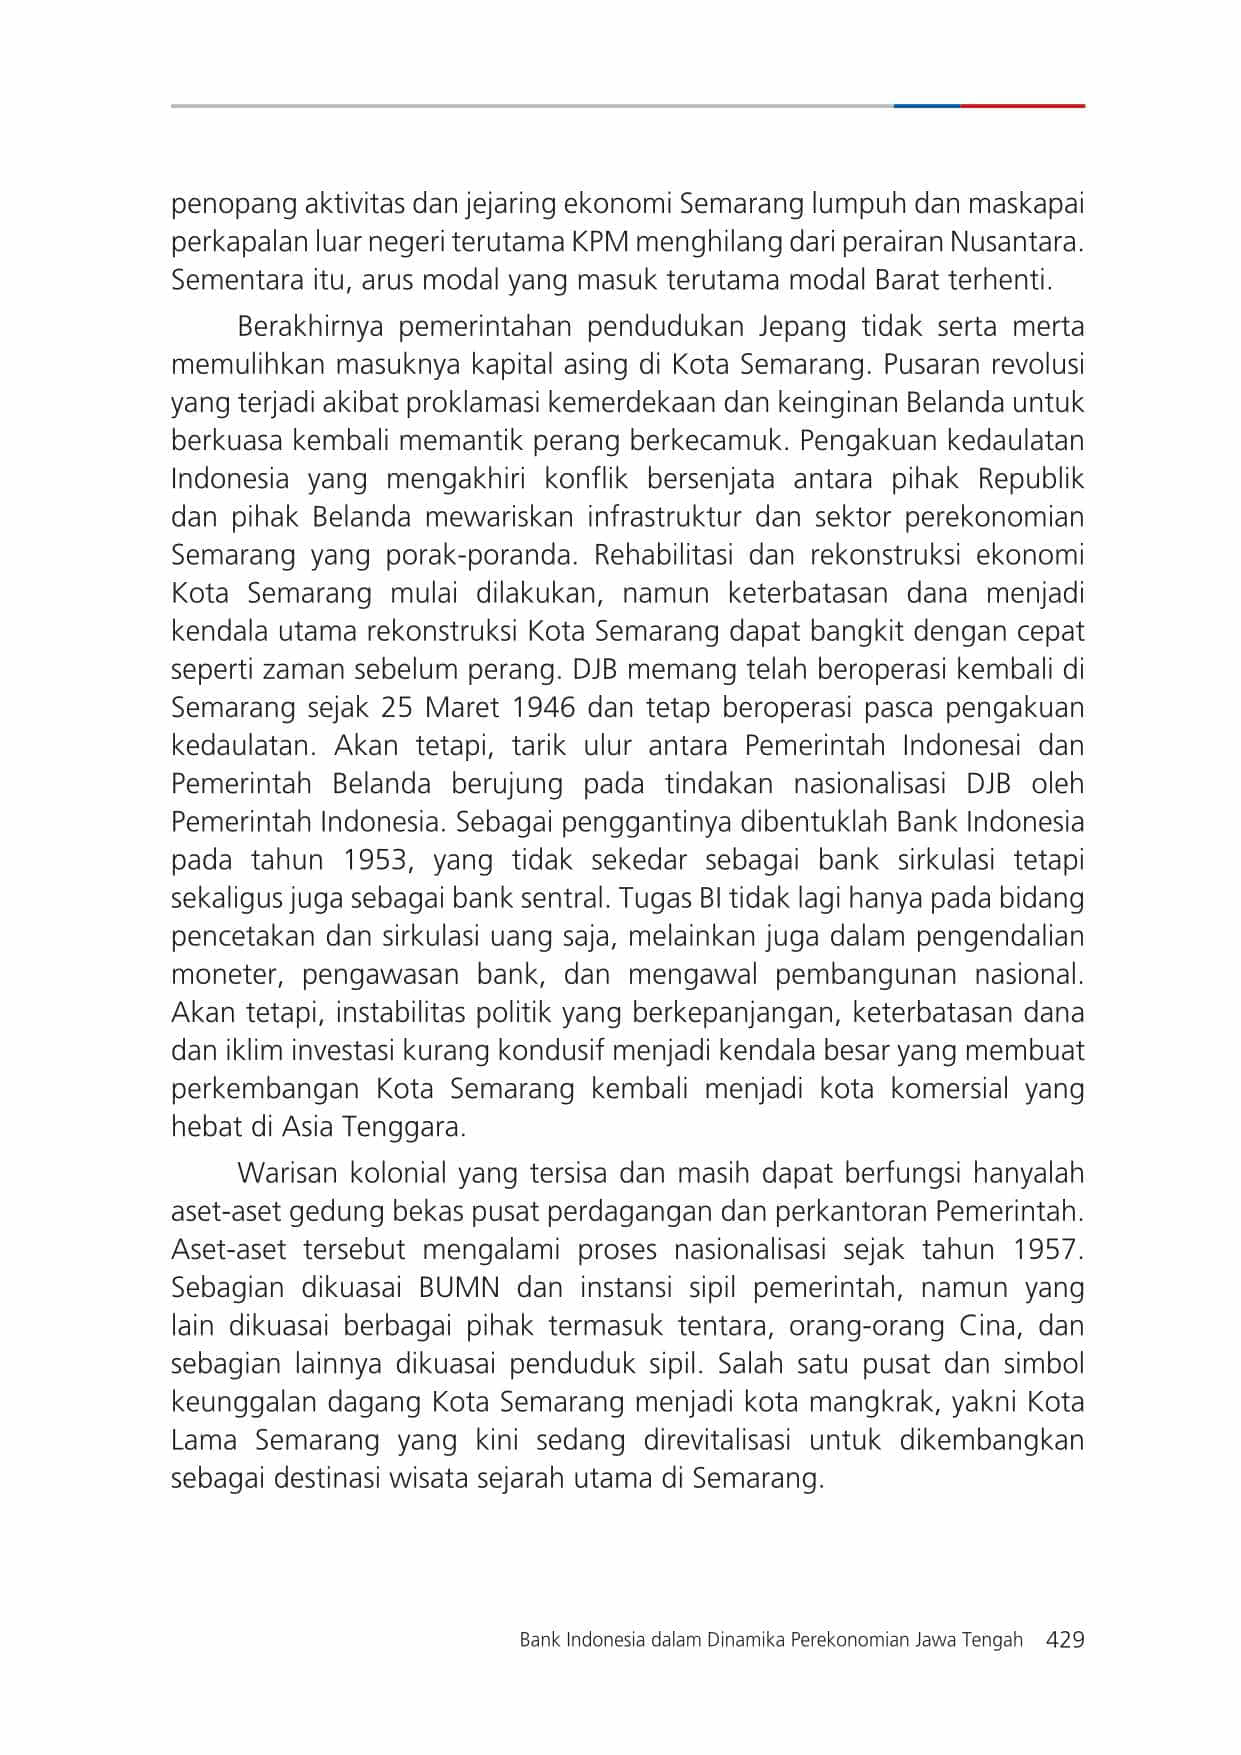 penopang aktivitas dan jejaring ekonomi Semarang lumpuh dan maskapai
perkapalan luar negeri terutama KPM menghilang dari perairan Nusantara.
Sementara itu, arus modal yang masuk terutama modal Barat terhenti.
Berakhirnya pemerintahan pendudukan Jepang tidak serta merta
memulihkan masuknya kapital asing di Kota Semarang. Pusaran revolusi
yang terjadi akibat proklamasi kemerdekaan dan keinginan Belanda untuk
berkuasa kembali memantik perang berkecamuk. Pengakuan kedaulatan
Indonesia yang mengakhiri konflik bersenjata antara pihak Republik
dan pihak Belanda mewariskan infrastruktur dan sektor perekonomian
Semarang yang porak-poranda. Rehabilitasi dan rekonstruksi ekonomi
Kota Semarang mulai dilakukan, namun keterbatasan dana menjadi
kendala utama rekonstruksi Kota Semarang dapat bangkit dengan cepat
seperti zaman sebelum perang. DJB memang telah beroperasi kembali di
Semarang sejak 25 Maret 1946 dan tetap beroperasi pasca pengakuan
kedaulatan. Akan tetapi, tarik ulur antara Pemerintah Indonesai dan
Pemerintah Belanda berujung pada tindakan nasionalisasi DJB oleh
Pemerintah Indonesia. Sebagai penggantinya dibentuklah Bank Indonesia
pada tahun 1953, yang tidak sekedar sebagai bank sirkulasi tetapi
sekaligus juga sebagai bank sentral. Tugas BI tidak lagi hanya pada bidang
pencetakan dan sirkulasi uang saja, melainkan juga dalam pengendalian
moneter, pengawasan bank, dan mengawal pembangunan nasional.
Akan tetapi, instabilitas politik yang berkepanjangan, keterbatasan dana
dan iklim investasi kurang kondusif menjadi kendala besar yang membuat
perkembangan Kota Semarang kembali menjadi kota komersial yang
hebat di Asia Tenggara.
Warisan kolonial yang tersisa dan masih dapat berfungsi hanyalah
aset-aset gedung bekas pusat perdagangan dan perkantoran Pemerintah.
Aset-aset tersebut mengalami proses nasionalisasi sejak tahun 1957.
Sebagian dikuasai BUMN dan instansi sipil pemerintah, namun yang
lain dikuasai berbagai pihak termasuk tentara, orang-orang Cina, dan
sebagian lainnya dikuasai penduduk sipil. Salah satu pusat dan simbol
keunggalan dagang Kota Semarang menjadi kota mangkrak, yakni Kota
Lama Semarang yang kini sedang direvitalisasi untuk dikembangkan
sebagai destinasi wisata sejarah utama di Semarang.
Bank Indonesia dalam Dinamika Perekonomian Jawa Tengah 429